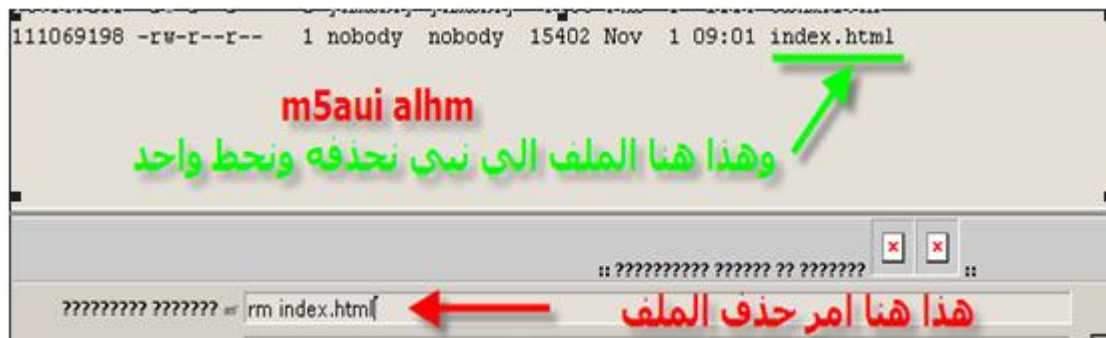 111069198 -rw-r--r-- 1 nobody nobody 15402 Nov 1 09:01 index.html
m5aui alhm
وهذا هنا الملف الي نبي نحذفه ونحط واحد
:: ?????????? ?????? ?? ??????? ::
????????? ??????? rm index.html
هذا هنا امر حذف الملف